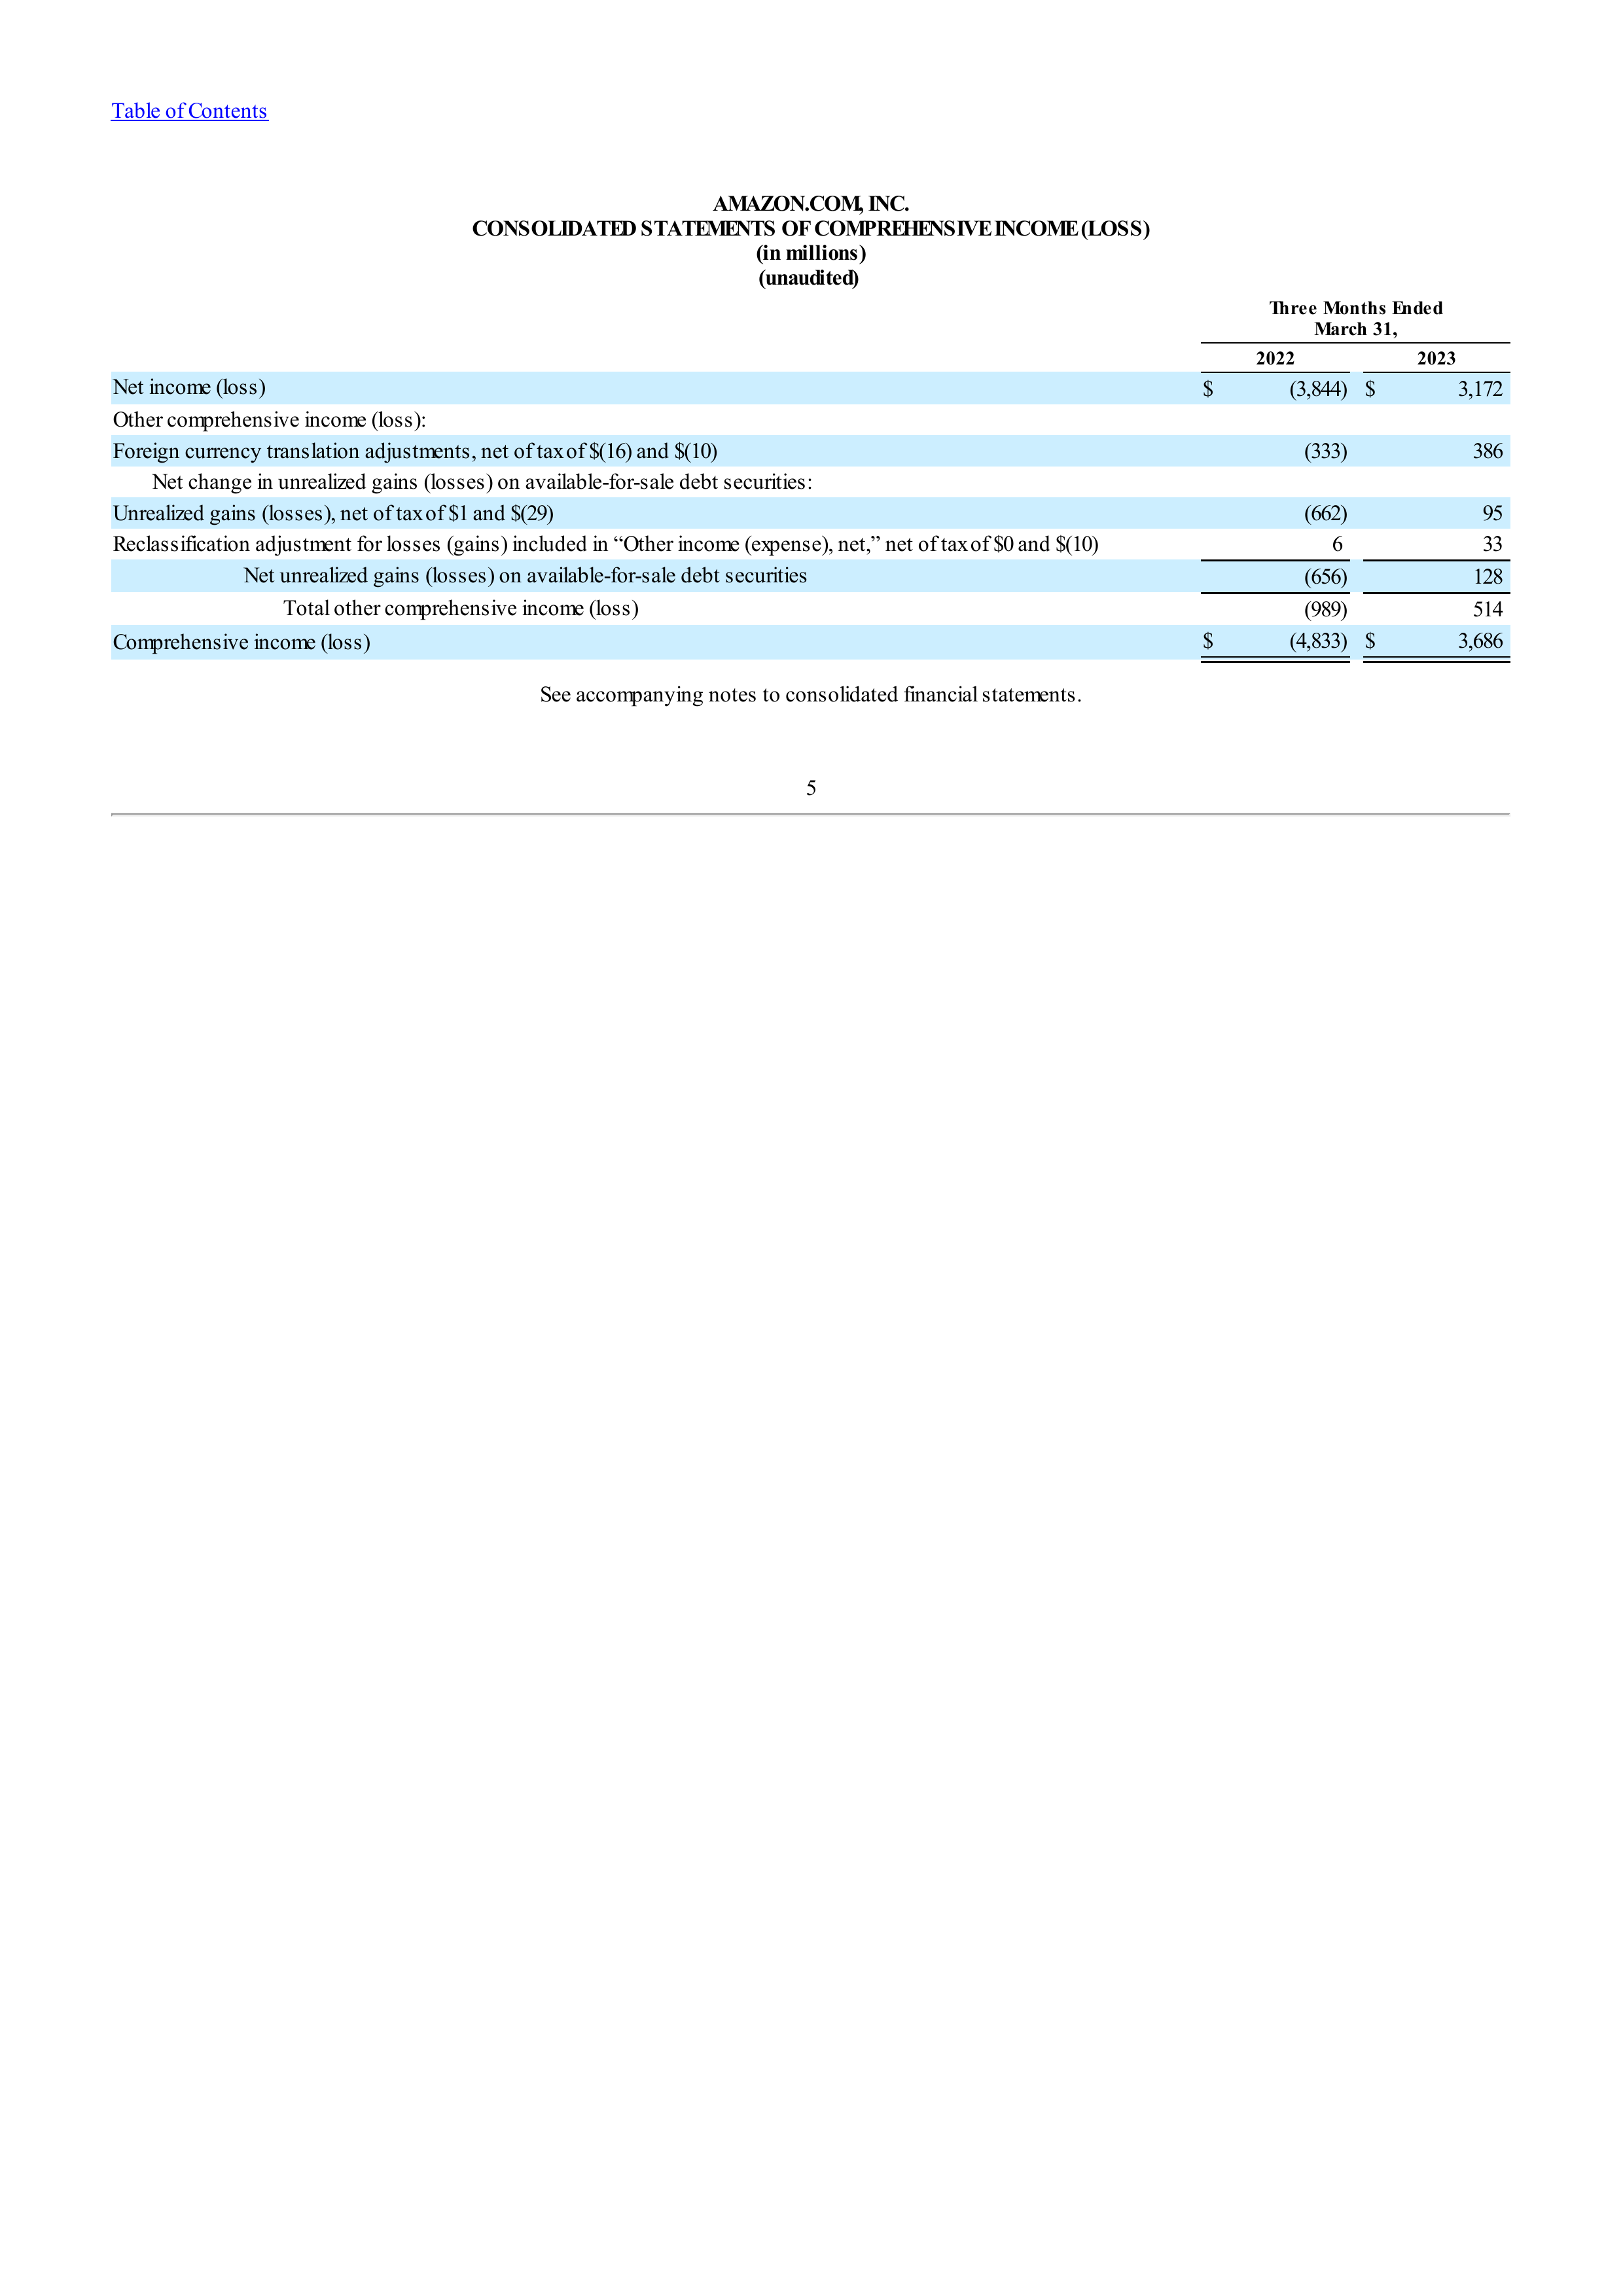 Table of Contents
AMAZON.COM, INC.
CONSOLIDATED STATEMENTS OF COMPREHENSIVE INCOME (LOSS)
(in millions)
(unaudited)
Three Months Ended
March 31,
2022 2023
Net income (loss) $ (3,844) $ 3,172
Other comprehensive income (loss):
Foreign currency translation adjustments, net of tax of $(16) and $(10) (333) 386
Net change in unrealized gains (losses) on available-for-sale debt securities:
Unrealized gains (losses), net of tax of $1 and $(29) (662) 95
Reclassification adjustment for losses (gains) included in “Other income (expense), net,” net of tax of $0 and $(10) 6 33
Net unrealized gains (losses) on available-for-sale debt securities (656) 128
Total other comprehensive income (loss) (989) 514
Comprehensive income (loss) $ (4,833) $ 3,686
See accompanying notes to consolidated financial statements.
5